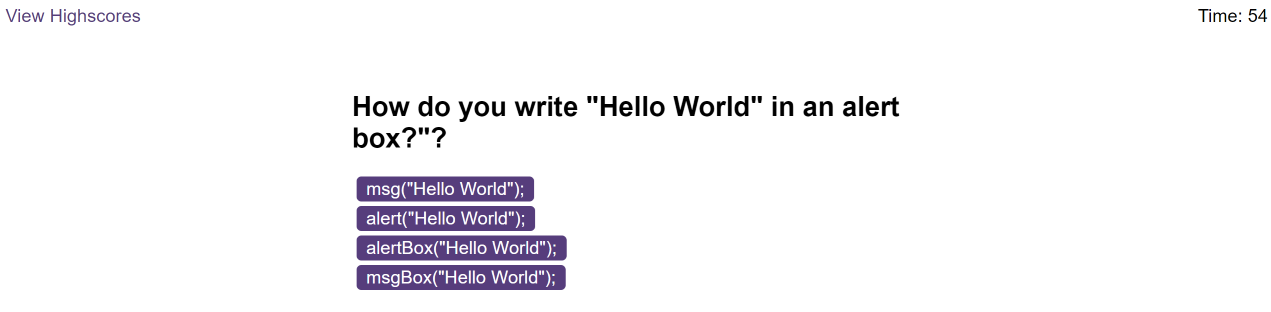 View Highscores
Time: 54
How do you write "Hello World" in an alert
box?"?
msg("Hello World");
alert("Hello World");
alertBox("Hello World");
msgBox("Hello World");